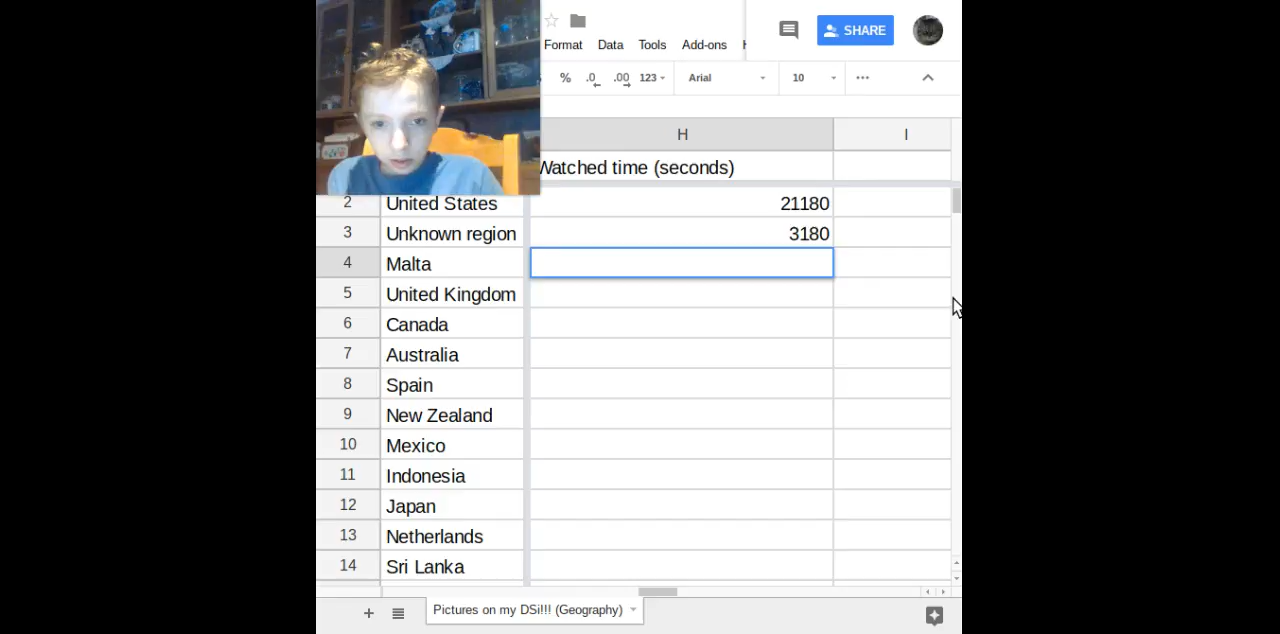 Format Data Tools Add-ons
SHARE
% .0 .00 123 Arial 10
H I
Watched time (seconds)
2 United States 21180
3 Unknown region 3180
4 Malta
5 United Kingdom
6 Canada
7 Australia
8 Spain
9 New Zealand
10 Mexico
11 Indonesia
12 Japan
13 Netherlands
14 Sri Lanka
Pictures on my DSi!!! (Geography)